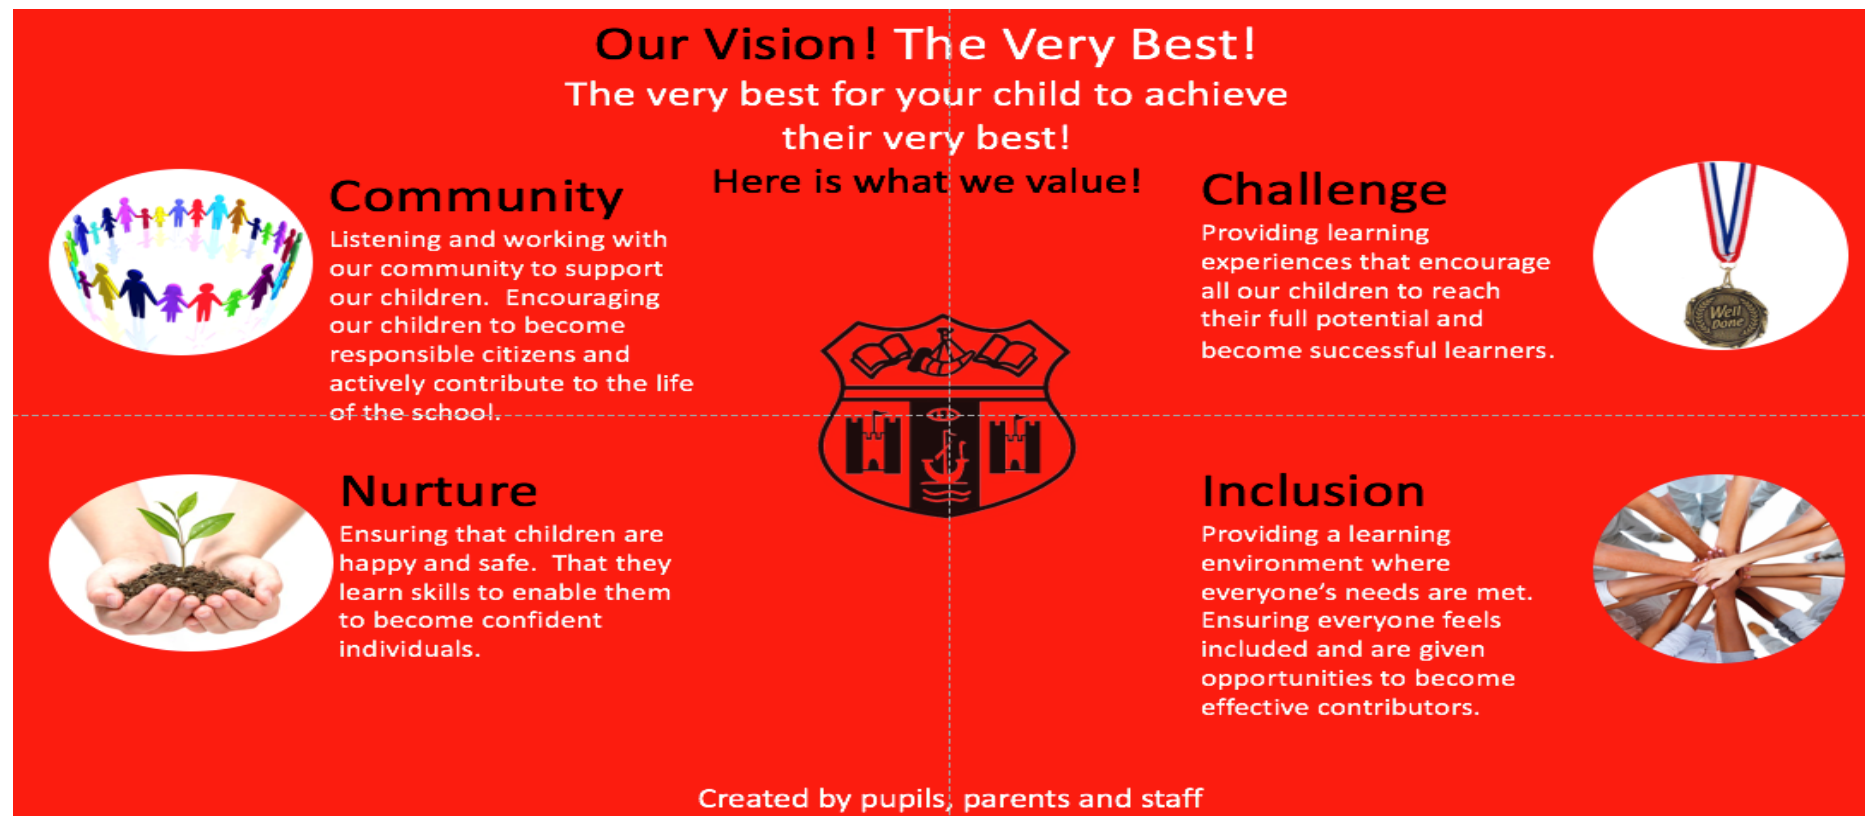 Our Vision! The Very Best!
The very best for your child to achieve
their very best!
Here is what we value!
Community
Listening and working with
our community to support
our children.  Encouraging
our children to become
responsible citizens and
actively contribute to the life
of the school.
Challenge
Providing learning
experiences that encourage
all our children to reach
their full potential and
become successful learners.
Well
Done
Nurture
Ensuring that children are
happy and safe.  That they
learn skills to enable them
to become confident
individuals.
Inclusion
Providing a learning
environment where
everyone’s needs are met.
Ensuring everyone feels
included and are given
opportunities to become
effective contributors.
Created by pupils, parents and staff